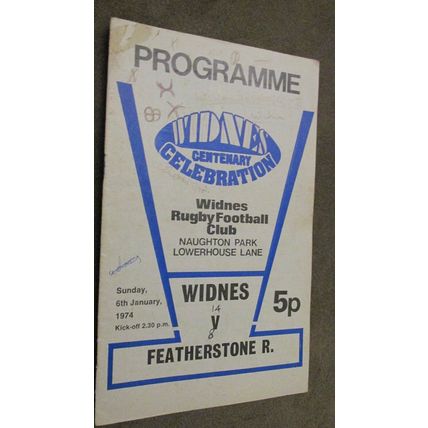 PROGRAMME
WIDNES
CENTENARY
CELEBRATION
Widnes
Rugby Football
Club
NAUGHTON PARK
LOWERHOUSE LANE
Sunday,
6th January,
1974
Kick-off 2.30 p.m.
WIDNES
14
V
8
FEATHERSTONE R.
5p